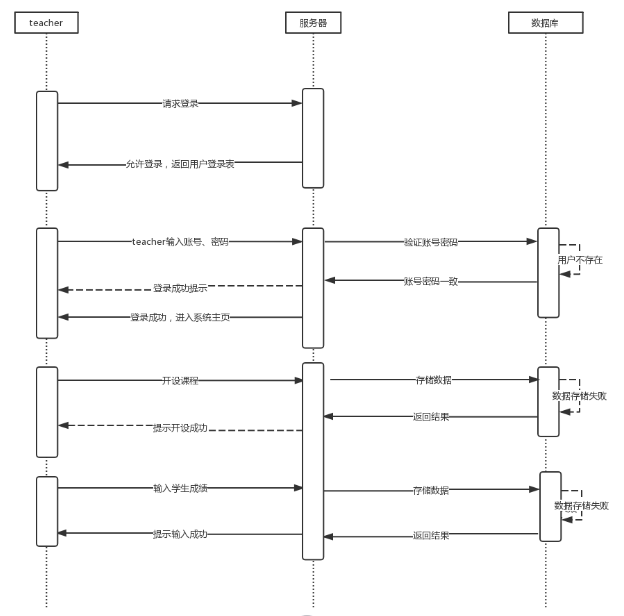 teacher
服务器
数据库
请求登录
允许登录，返回用户登录表
teacher输入账号、密码
验证账号密码
用户不存在
账号密码一致
登录成功提示
登录成功，进入系统主页
开设课程
存储数据
数据存储失败
返回结果
提示开设成功
输入学生成绩
存储数据
数据存储失败
提示输入成功
返回结果